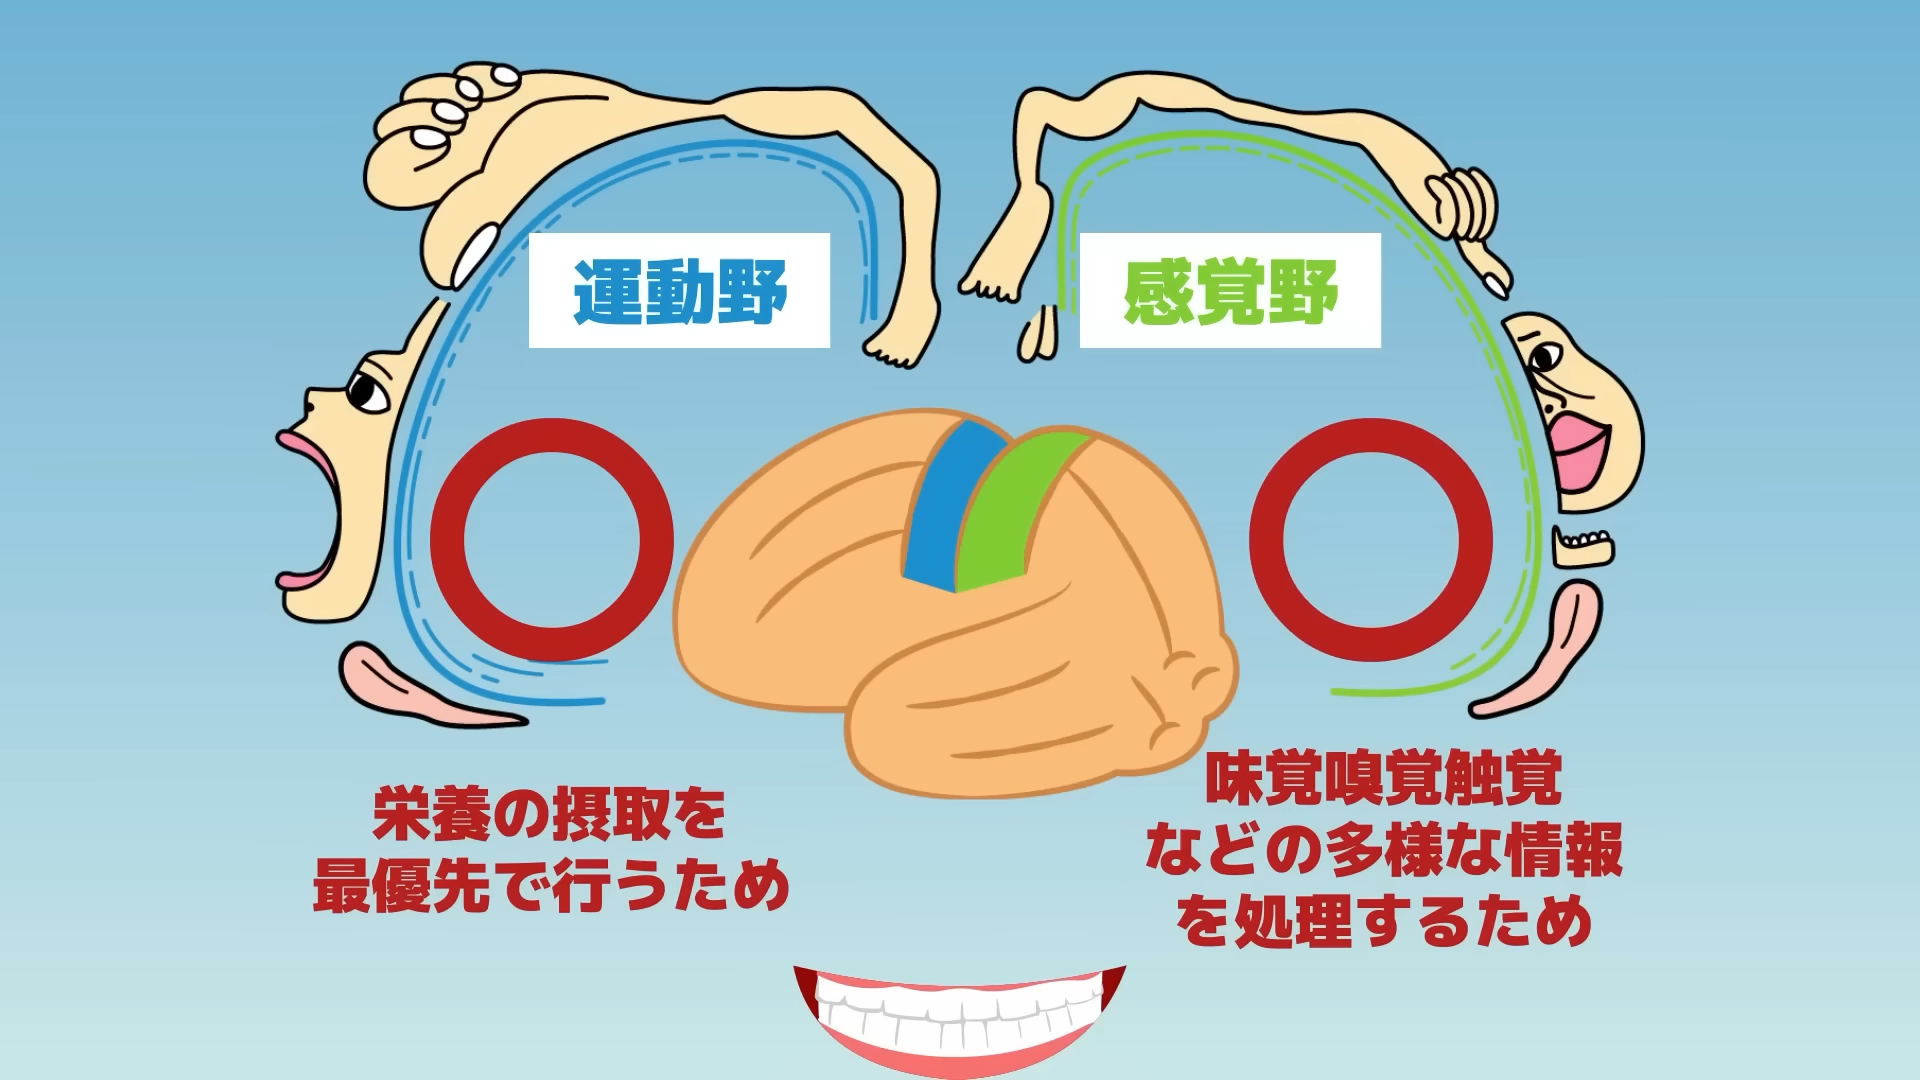 運動野
感覚野
栄養の摂取を
最優先で行うため
味覚嗅覚触覚
などの多様な情報
を処理するため